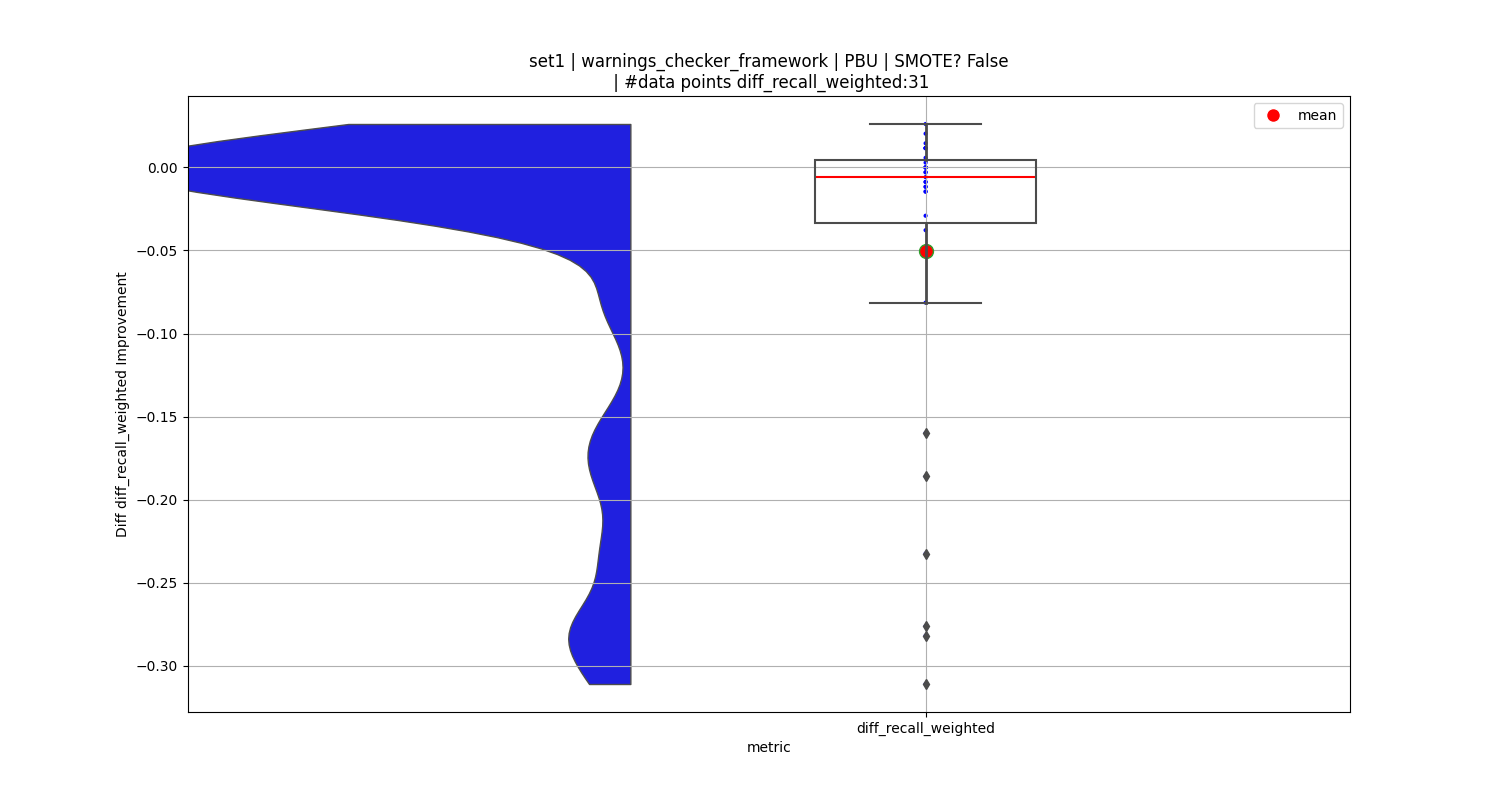 set1 | warnings_checker_framework | PBU | SMOTE? False
| #data points diff_recall_weighted:31
mean
0.00
−0.05
−0.10
−0.15
−0.20
−0.25
−0.30
Diff diff_recall_weighted Improvement
diff_recall_weighted
metric